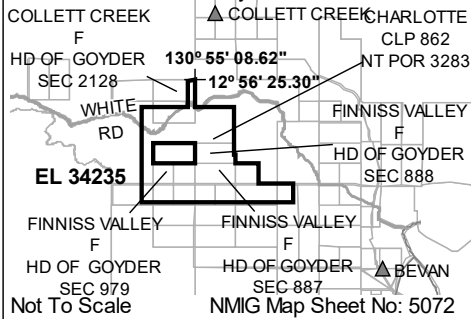 COLLETT CREEK
F
HD OF GOYDER
SEC 2128
COLLETT CREEK
CHARLOTTE
CLP 862
NT POR 3283
130° 55' 08.62"
12° 56' 25.30"
WHITE
RD
FINNISS VALLEY
F
HD OF GOYDER
SEC 888
EL 34235
FINNISS VALLEY
F
HD OF GOYDER
SEC 979
FINNISS VALLEY
F
HD OF GOYDER
SEC 887
BEVAN
Not To Scale
NMIG Map Sheet No: 5072